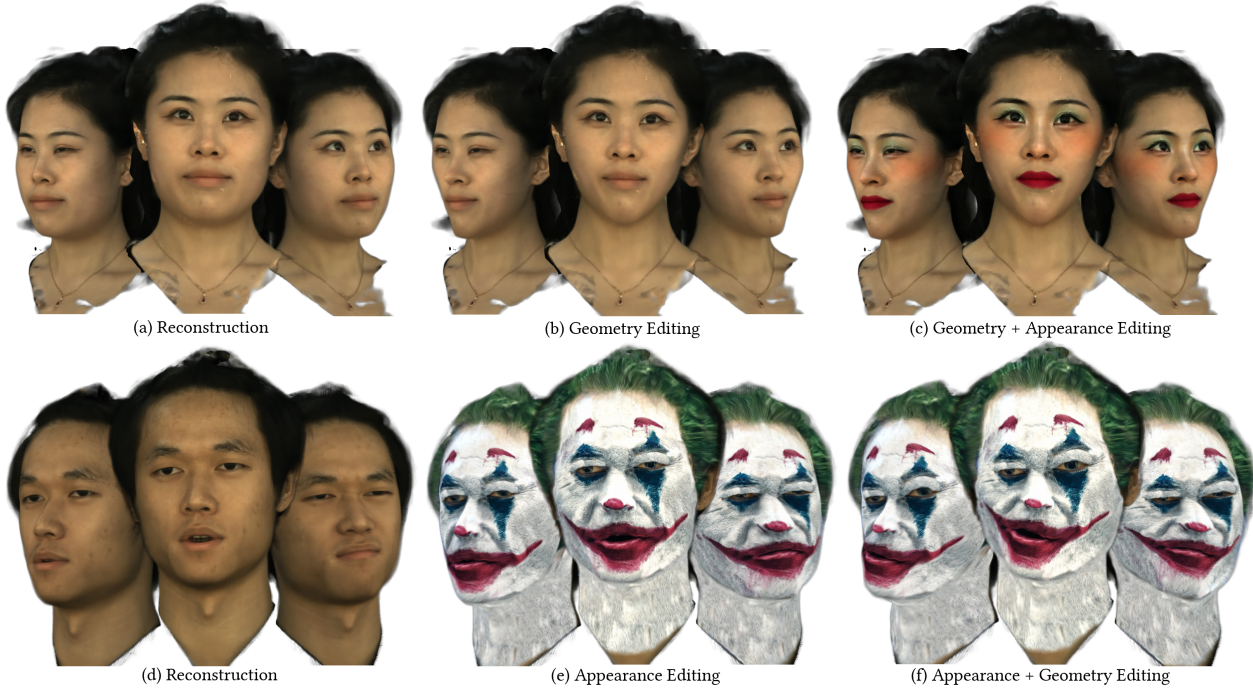 (a) Reconstruction
(b) Geometry Editing
(c) Geometry + Appearance Editing
(d) Reconstruction
(e) Appearance Editing
(f) Appearance + Geometry Editing